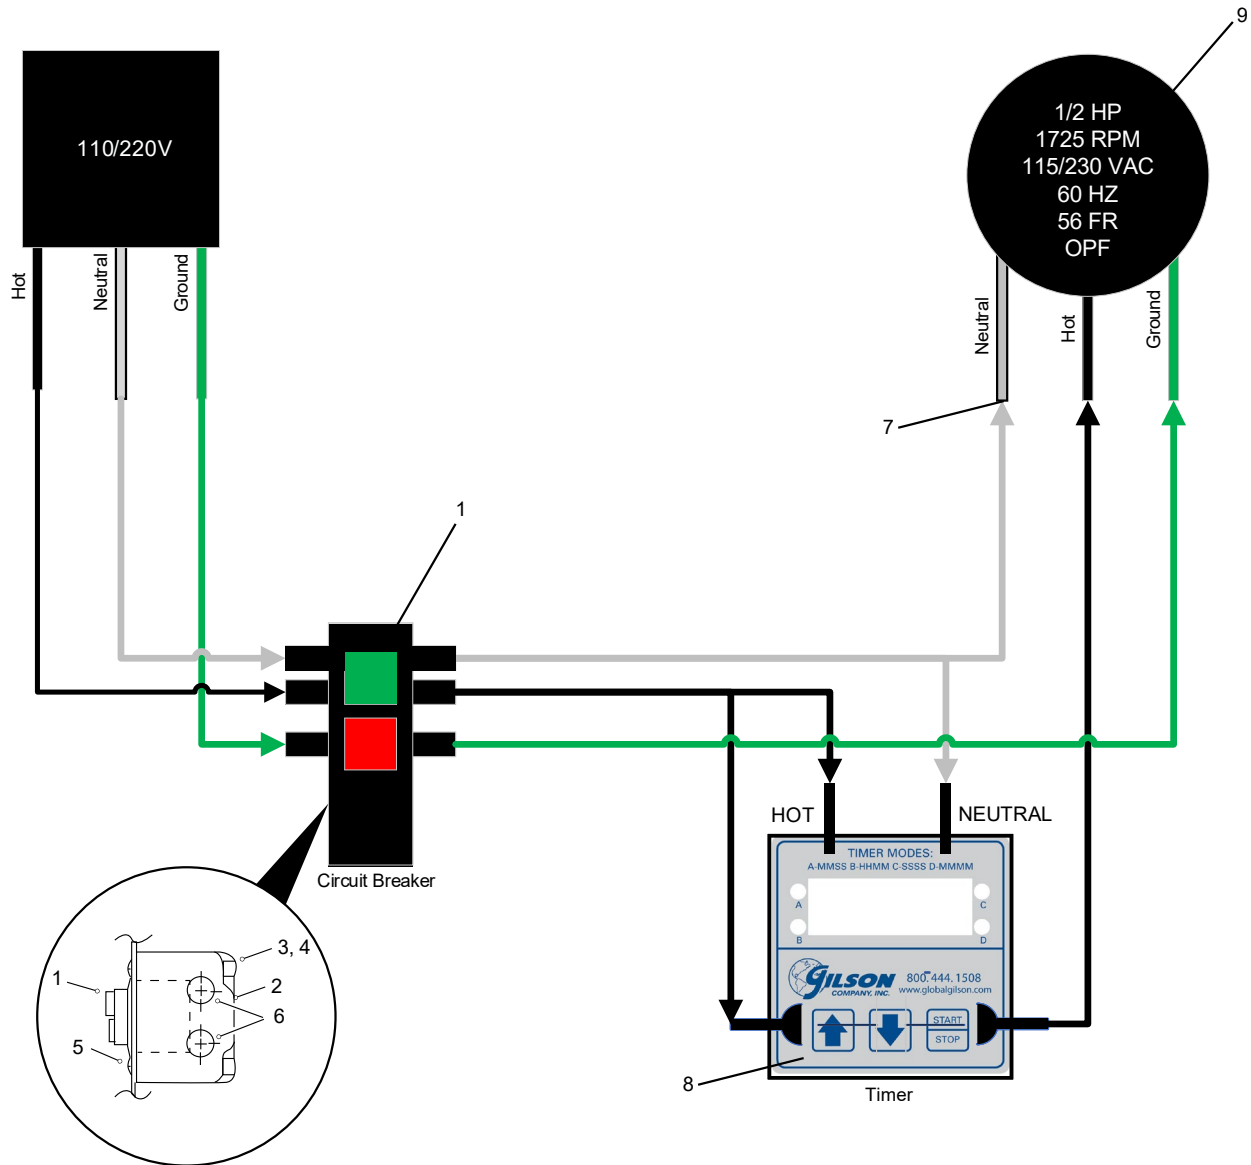 9
110/220V
1/2 HP
1725 RPM
115/230 VAC
60 HZ
56 FR
OPF
Hot
Neutral
Ground
Neutral
Hot
Ground
7
1
HOT
NEUTRAL
Circuit Breaker
TIMER MODES:
A-MMSS B-HHMM C-SSSS D-MMMM
A
C
B
D
GILSON
COMPANY, INC.
800.444.1508
www.globalgilson.com
START
STOP
8
Timer
3, 4
1
2
6
5